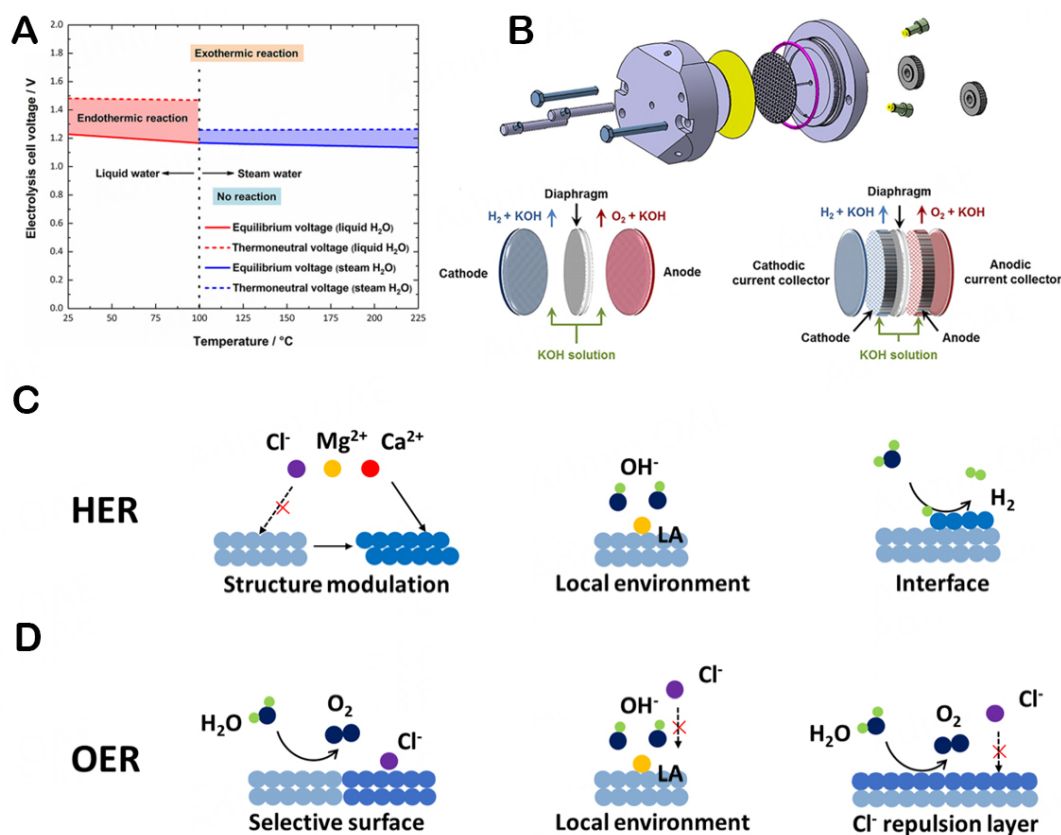 A
Electrolysis cell voltage / V
2.0
1.8
1.6
1.4
1.2
1.0
0.8
0.6
0.4
0.2
0.0
Exothermic reaction
Endothermic reaction
Liquid water
Steam water
No reaction
Equilibrium voltage (liquid H₂O)
Thermoneutral voltage (liquid H₂O)
Equilibrium voltage (steam H₂O)
Thermoneutral voltage (steam H₂O)
25 50 75 100 125 150 175 200 225
Temperature / °C
B
Diaphragm
H₂ + KOH
O₂ + KOH
Cathode
Anode
KOH solution
Diaphragm
H₂ + KOH
O₂ + KOH
Cathodic
current collector
Anodic
current collector
Cathode
Anode
KOH solution
C
HER
Cl⁻ Mg²⁺ Ca²⁺
Structure modulation
OH⁻
LA
Local environment
H₂
Interface
D
OER
H₂O
O₂
Cl⁻
Selective surface
OH⁻
Cl⁻
LA
Local environment
H₂O
O₂
Cl⁻
Cl⁻ repulsion layer